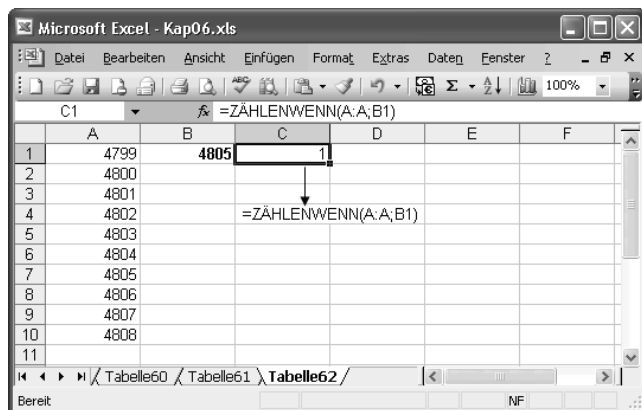 Microsoft Excel - Kap06.xls
Datei Bearbeiten Ansicht Einfügen Format Extras Daten Fenster ?
100%
C1 fx =ZÄHLENWENN(A:A;B1)
A B C D E F
1 4799 4805 1
2 4800
3 4801
4 4802 =ZÄHLENWENN(A:A;B1)
5 4803
6 4804
7 4805
8 4806
9 4807
10 4808
11
Tabelle60 Tabelle61 Tabelle62
Bereit NF